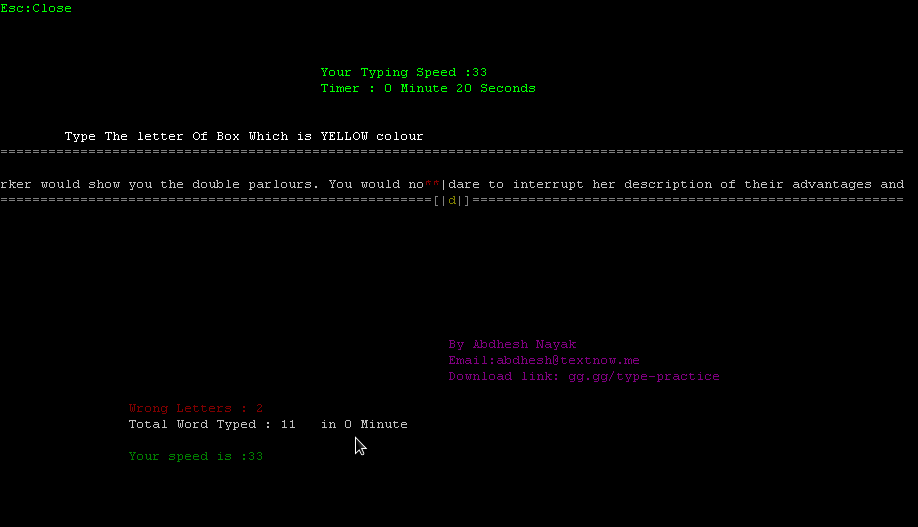 Esc:Close
Your Typing Speed :33
Timer : 0 Minute 20 Seconds
Type The letter Of Box Which is YELLOW colour
================================================================================================================
rker would show you the double parlours. You would no""|dare to interrupt her description of their advantages and
======================================================[|d|]======================================================
By Abdhesh Nayak
Email:abdhesh@textnow.me
Download link: gg.gg/type-practice
Wrong Letters : 2
Total Word Typed : 11   in 0 Minute
Your speed is :33